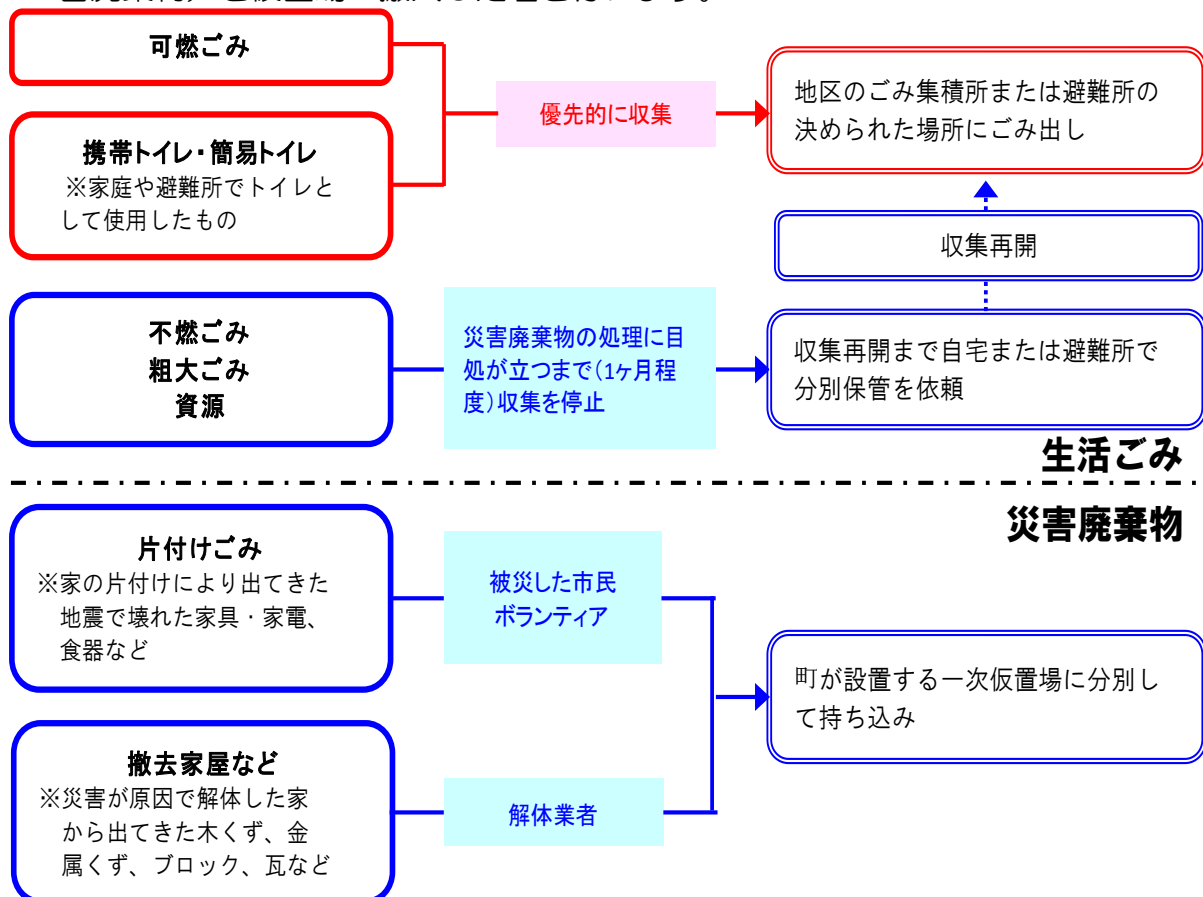 可燃ごみ
優先的に収集
地区のごみ集積所または避難所の
決められた場所にごみ出し
携帯トイレ・簡易トイレ
※家庭や避難所でトイレと
して使用したもの
収集再開
不燃ごみ
粗大ごみ
資源
災害廃棄物の処理に目
処が立つまで(1ヶ月程
度)収集を停止
収集再開まで自宅または避難所で
分別保管を依頼
生活ごみ
災害廃棄物
片付けごみ
※家の片付けにより出てきた
地震で壊れた家具・家電、
食器など
被災した市民
ボランティア
町が設置する一次仮置場に分別し
て持ち込み
撤去家屋など
※災害が原因で解体した家
から出てきた木くず、金
属くず、ブロック、瓦など
解体業者